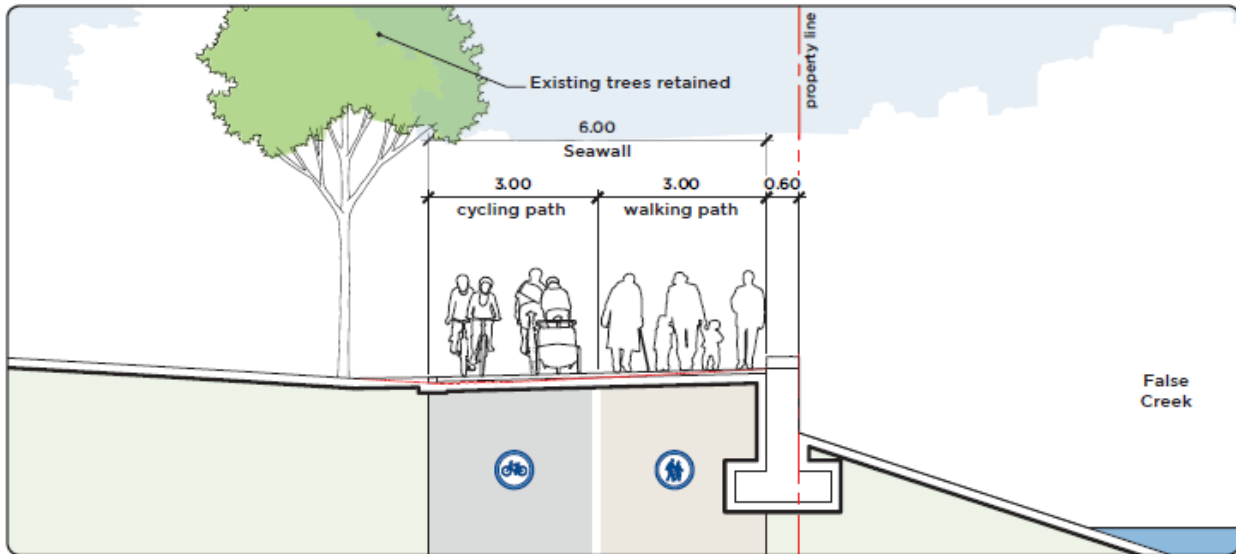 property line
Existing trees retained
6.00
Seawall
3.00 3.00 0.60
cycling path walking path
False
Creek